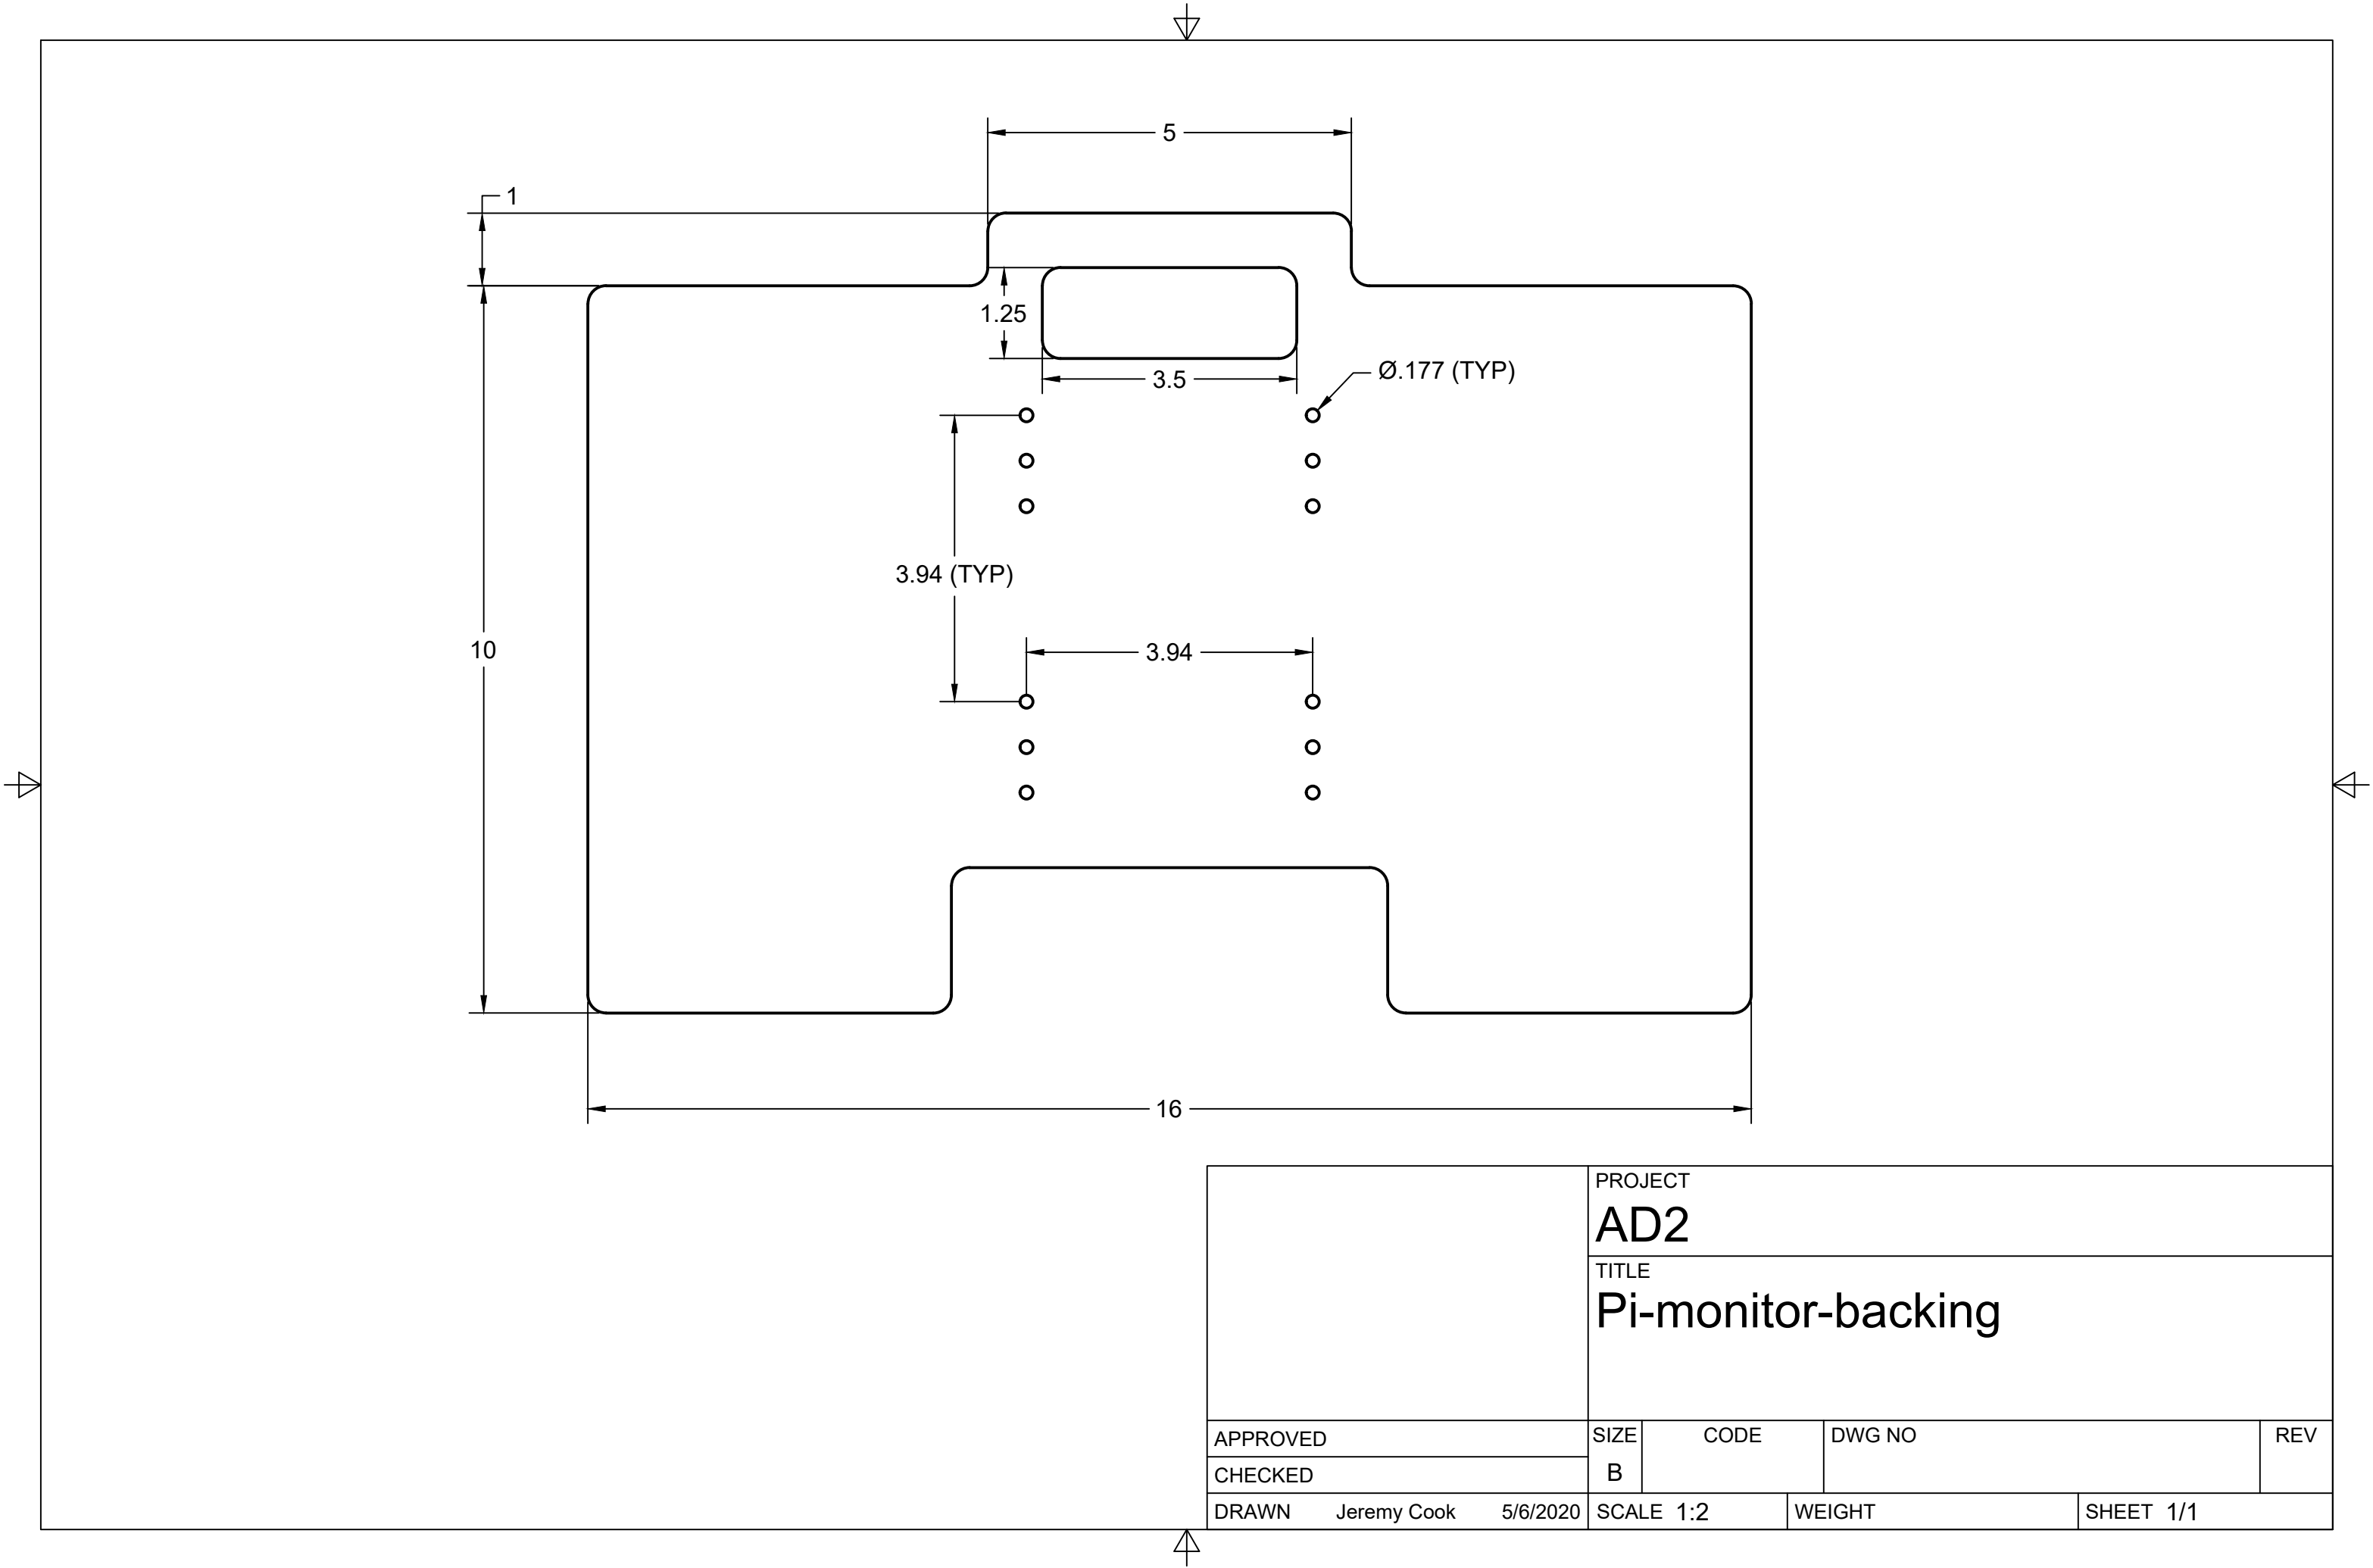 5
1
1.25
3.5
Ø.177 (TYP)
3.94 (TYP)
10
3.94
16
PROJECT
AD2
TITLE
Pi-monitor-backing
APPROVED
SIZE CODE DWG NO REV
CHECKED
B
DRAWN Jeremy Cook 5/6/2020 SCALE 1:2 WEIGHT SHEET 1/1